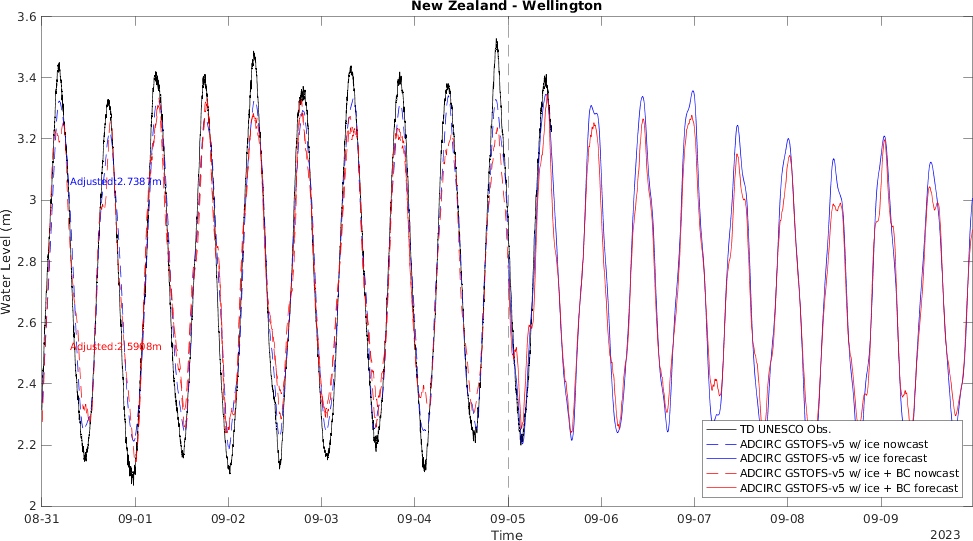 New Zealand - Wellington
3.6
3.4
3.2
3
2.8
2.6
2.4
2.2
2
Water Level (m)
Adjusted:2.7387m
Adjusted:2.5908m
TD UNESCO Obs.
ADCIRC GSTOFS-v5 w/ ice nowcast
ADCIRC GSTOFS-v5 w/ ice forecast
ADCIRC GSTOFS-v5 w/ ice + BC nowcast
ADCIRC GSTOFS-v5 w/ ice + BC forecast
08-31 09-01 09-02 09-03 09-04 09-05 09-06 09-07 09-08 09-09
Time
2023